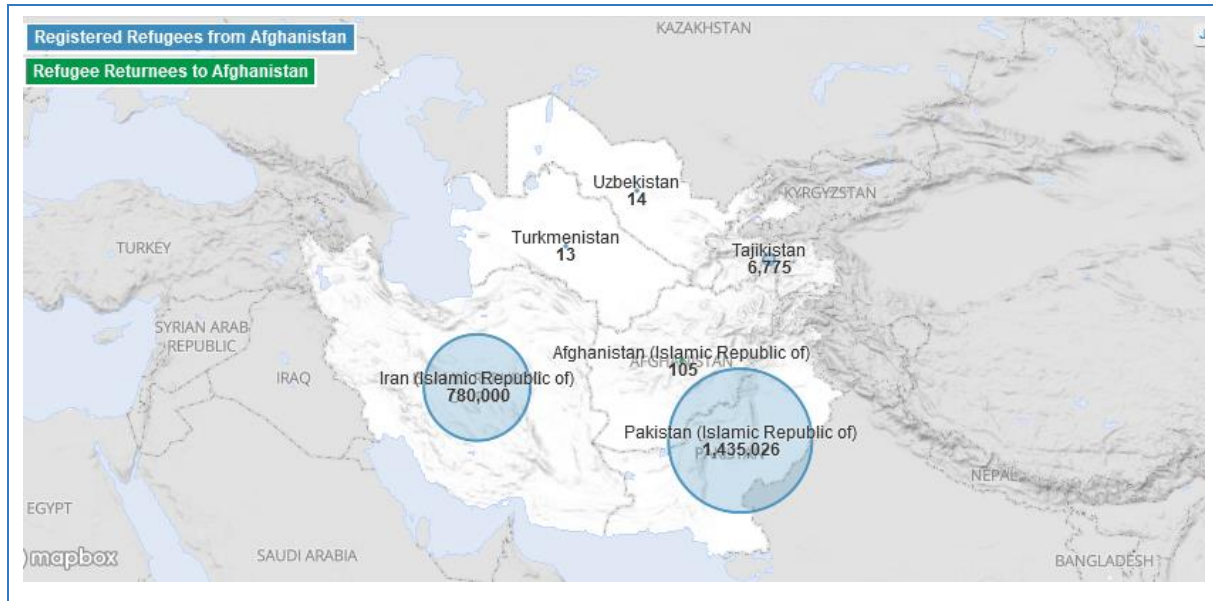 KAZAKHSTAN
Registered Refugees from Afghanistan
Refugee Returnees to Afghanistan
Uzbekistan
14
KYRGYZSTAN
Turkmenistan
13
Tajikistan
6,775
TURKEY
SYRIAN ARAB
REPUBLIC
Afghanistan (Islamic Republic of)
AFGHANISTAN
105
IRAQ
Iran (Islamic Republic of)
780,000
Pakistan (Islamic Republic of)
1,435,026
PAKISTAN
NEPAL
EGYPT
SAUDI ARABIA
BANGLADESH
mapbox